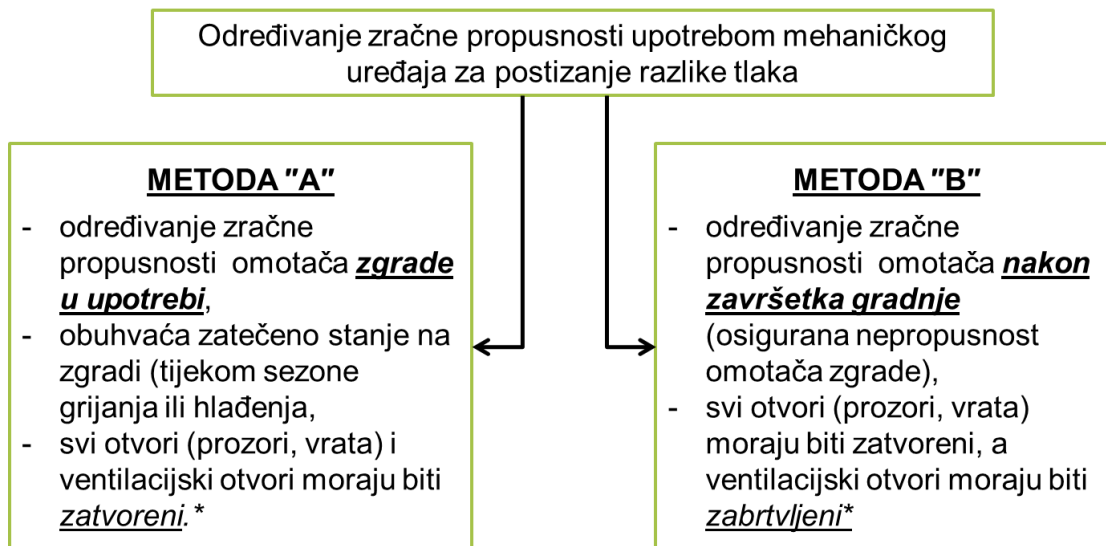 Određivanje zračne propusnosti upotrebom mehaničkog
uređaja za postizanje razlike tlaka
METODA "A"
- određivanje zračne
propusnosti omotača zgrade
u upotrebi,
- obuhvaća zatečeno stanje na
zgradi (tijekom sezone
grijanja ili hlađenja,
- svi otvori (prozori, vrata) i
ventilacijski otvori moraju biti
zatvoreni.*
METODA "B"
- određivanje zračne
propusnosti omotača nakon
završetka gradnje
(osigurana nepropusnost
omotača zgrade),
- svi otvori (prozori, vrata)
moraju biti zatvoreni, a
ventilacijski otvori moraju biti
zabrtvljeni*